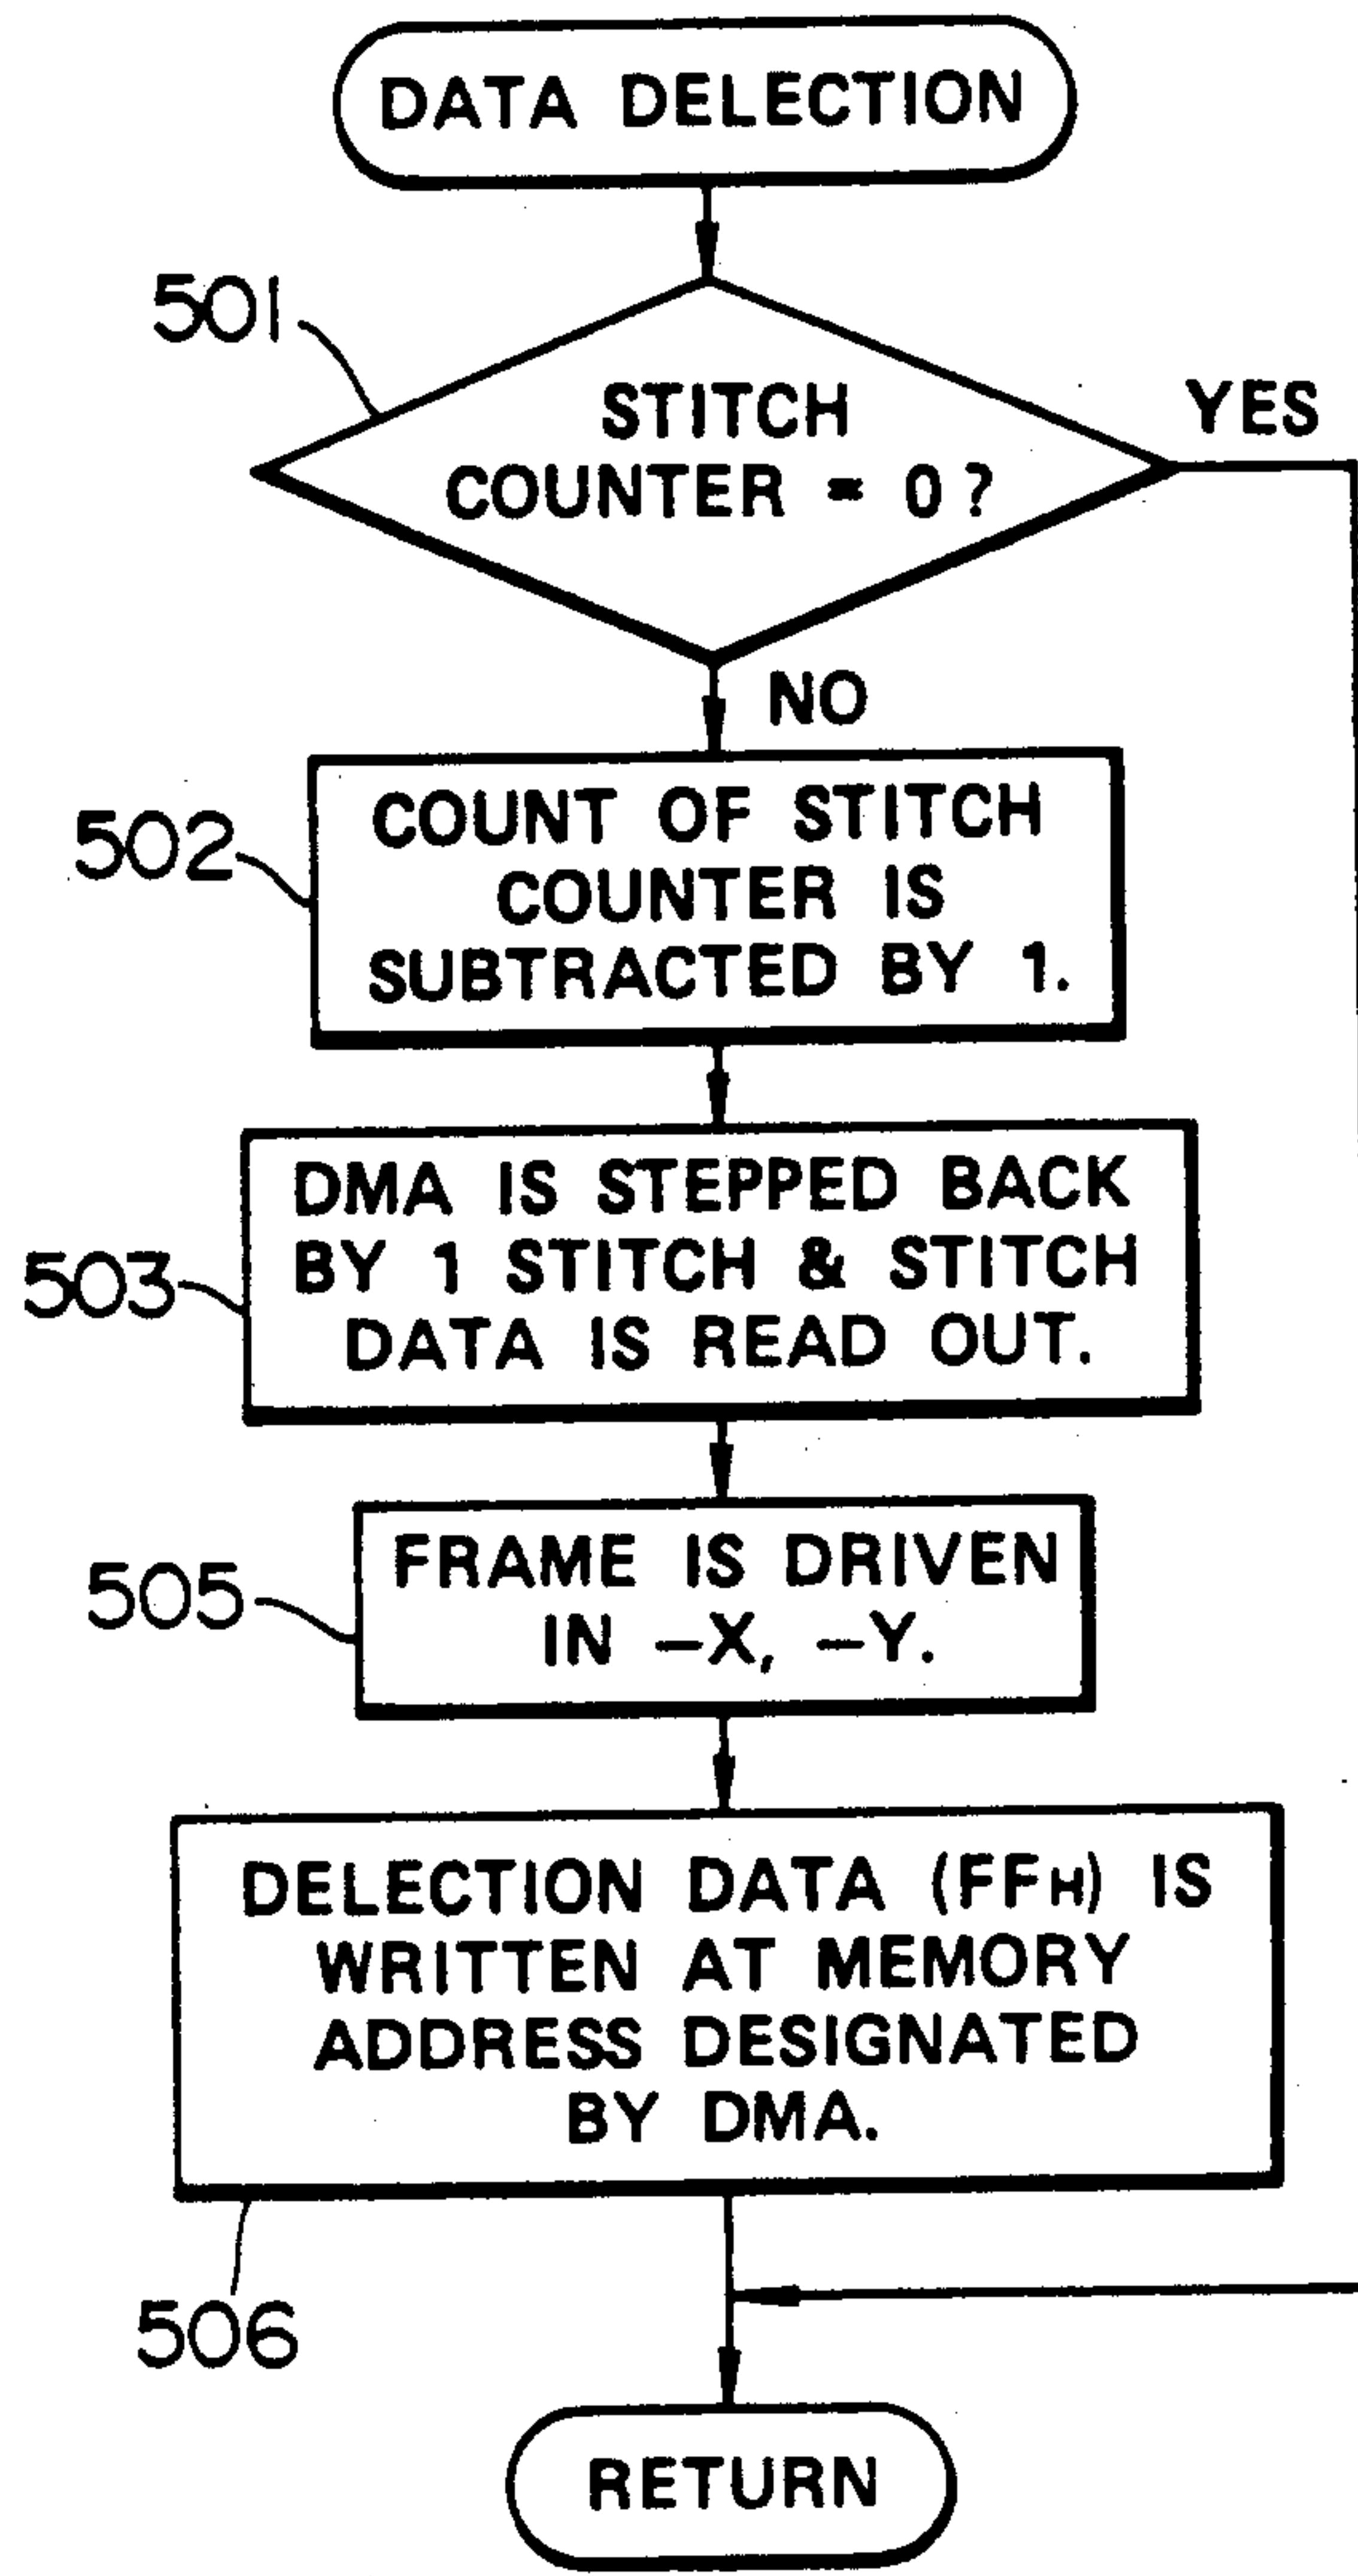 DATA DELECTION
501
STITCH
COUNTER = 0?
YES
NO
502
COUNT OF STITCH
COUNTER IS
SUBTRACTED BY 1.
503
DMA IS STEPPED BACK
BY 1 STITCH & STITCH
DATA IS READ OUT.
505
FRAME IS DRIVEN
IN –X, –Y.
DELECTION DATA (FFH) IS
WRITTEN AT MEMORY
ADDRESS DESIGNATED
BY DMA.
506
RETURN